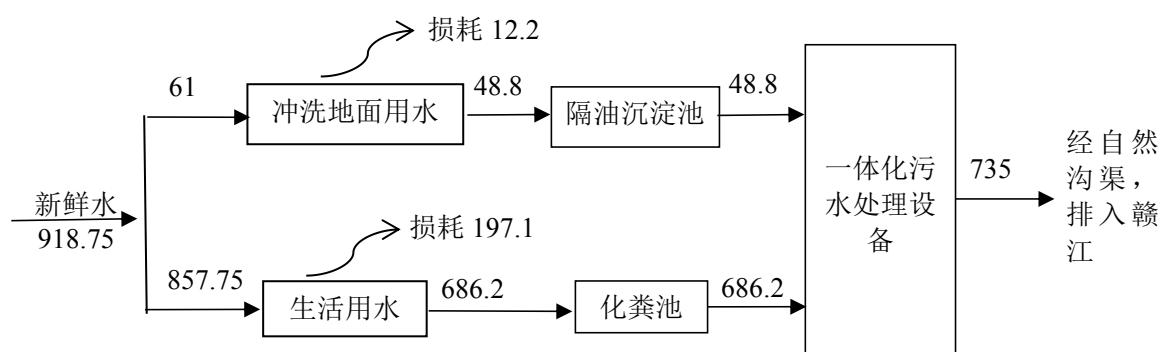 损耗 12.2
61
冲洗地面用水
48.8
隔油沉淀池
48.8
新鲜水
918.75
损耗 197.1
857.75
生活用水
686.2
化粪池
686.2
一体化污
水处理设
备
735
经自然
沟渠，
排入赣
江